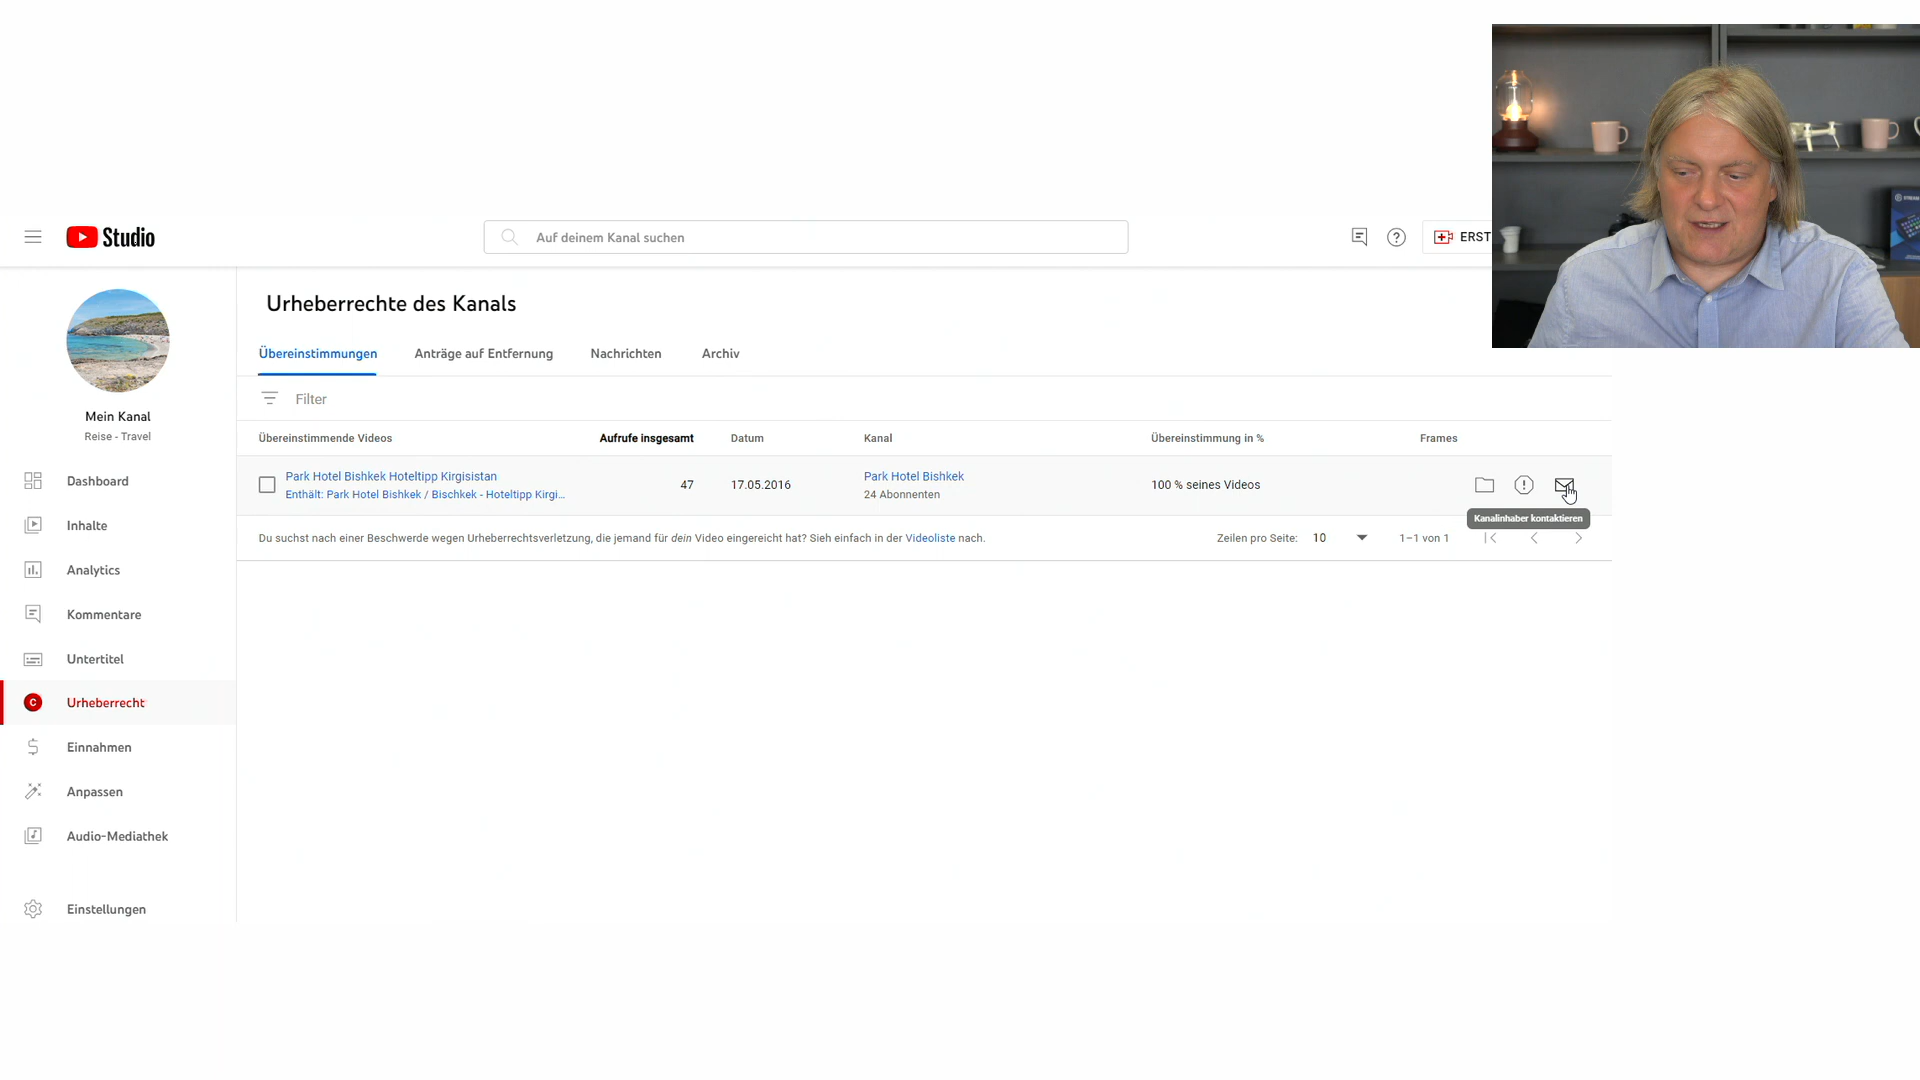 Studio
Auf deinem Kanal suchen
ERST
Mein Kanal
Reise - Travel
Dashboard
Inhalte
Analytics
Kommentare
Untertitel
Urheberrecht
Einnahmen
Anpassen
Audio-Mediathek
Einstellungen
Urheberrechte des Kanals
Übereinstimmungen Anträge auf Entfernung Nachrichten Archiv
Filter
Übereinstimmende Videos Aufrufe insgesamt Datum Kanal Übereinstimmung in % Frames
Park Hotel Bishkek Hoteltipp Kirgisistan 47 17.05.2016 Park Hotel Bishkek 100 % seines Videos
Enthält: Park Hotel Bishkek / Bischkek - Hoteltipp Kirgi... 24 Abonnenten
Kanalinhaber kontaktieren
Du suchst nach einer Beschwerde wegen Urheberrechtsverletzung, die jemand für dein Video eingereicht hat? Sieh einfach in der Videoliste nach. Zeilen pro Seite: 10 1–1 von 1